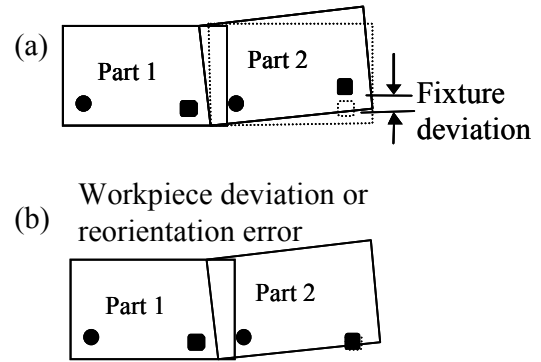 (a)
Part 1
Part 2
Fixture
deviation
Workpiece deviation or
(b)
reorientation error
Part 1
Part 2